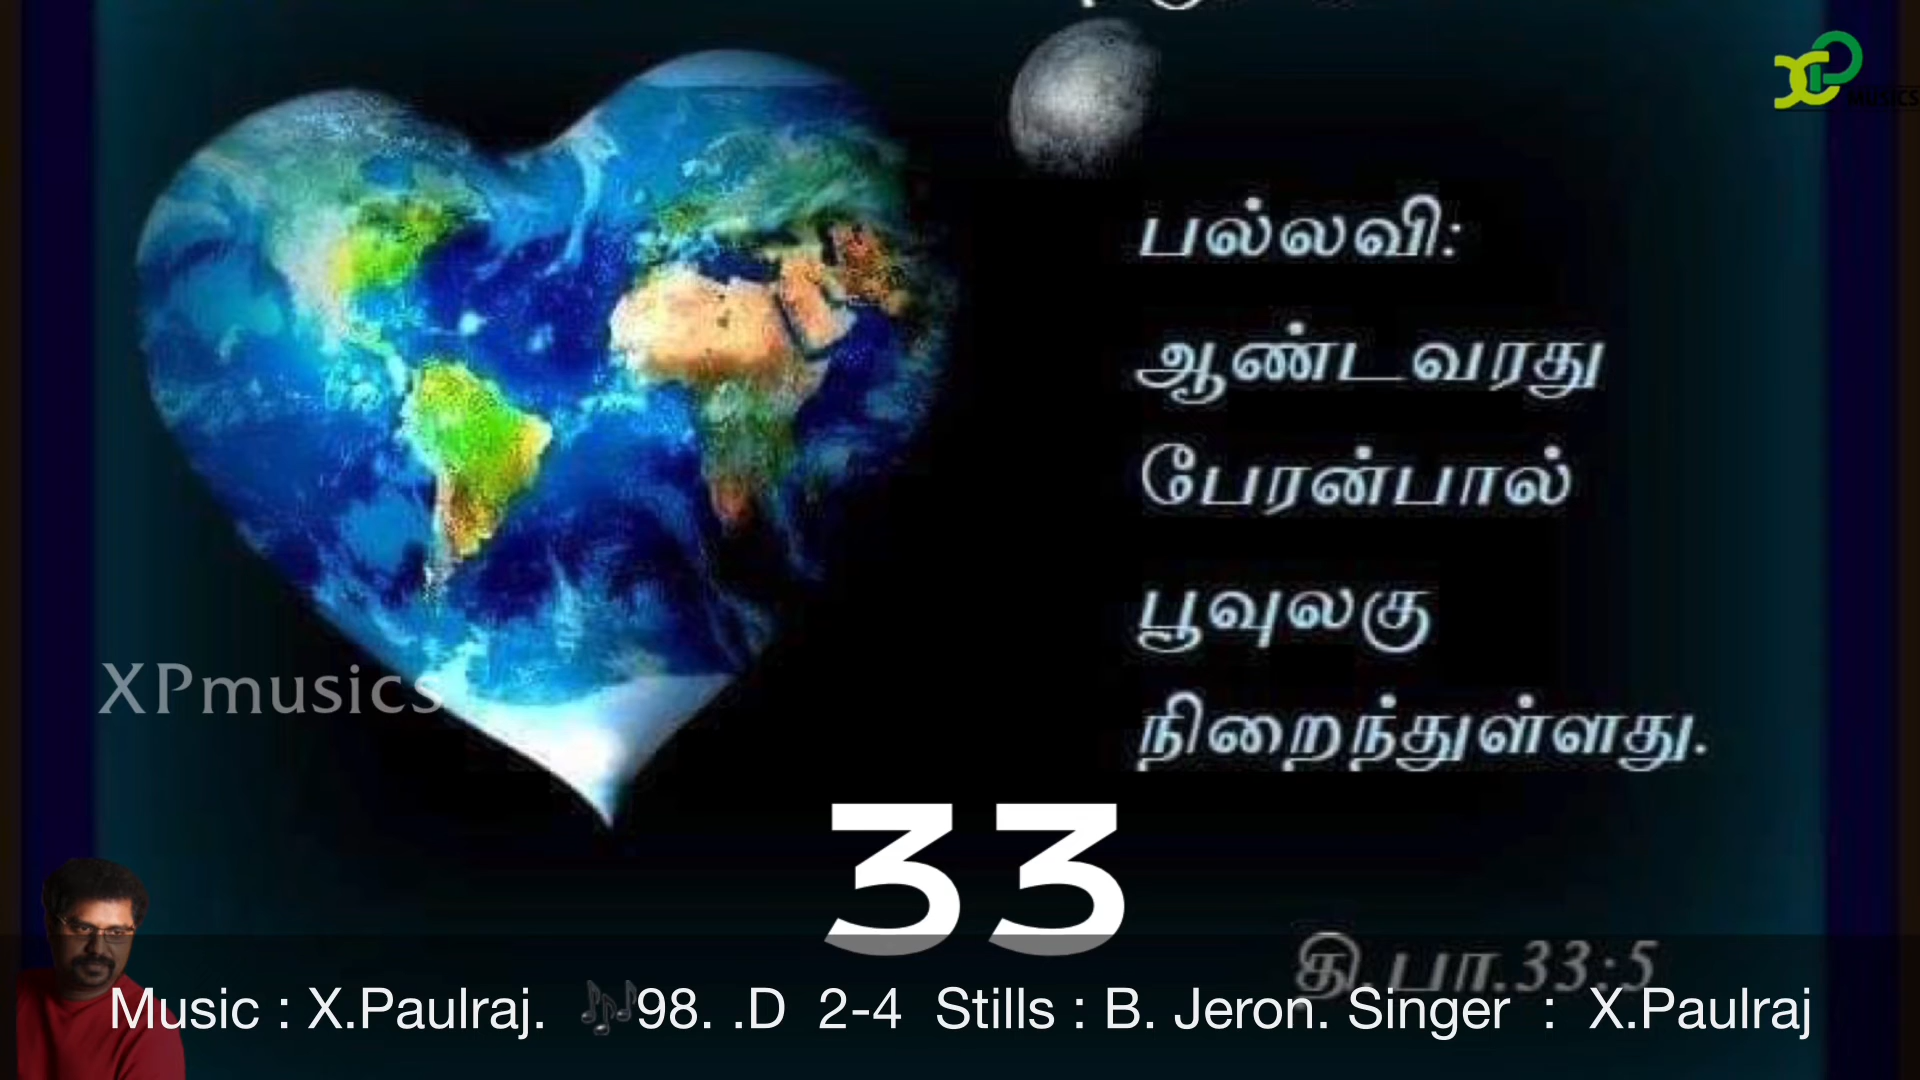 MUSICS
பல்லவி:
ஆண்டவரது
பேரன்பால்
பூவுலகு
நிறைந்துள்ளது.
XPmusics
33
தி.பா.33:5
Music : X.Paulraj. 🎶98. .D 2-4 Stills : B. Jeron. Singer : X.Paulraj